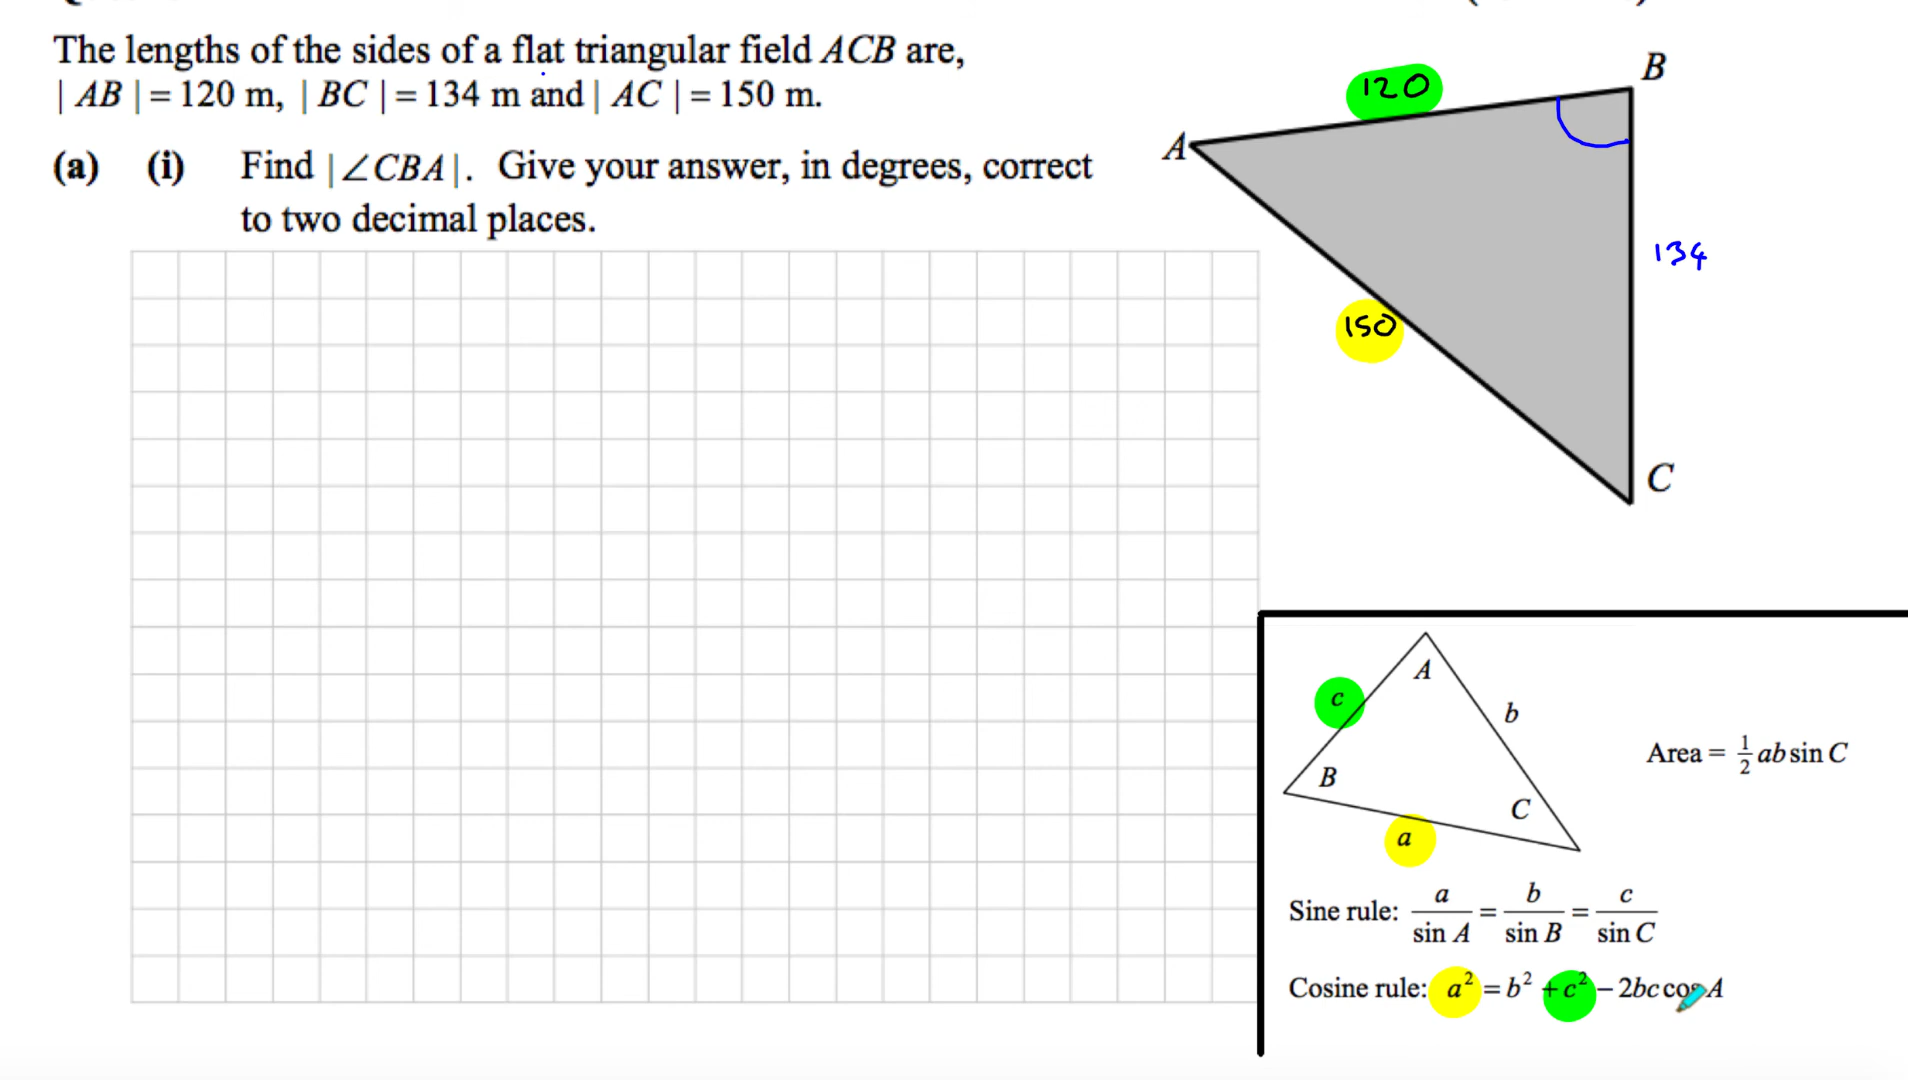 The lengths of the sides of a flat triangular field ACB are,
| AB | = 120 m, | BC | = 134 m and | AC | = 150 m.
(a) (i) Find |∠CBA|. Give your answer, in degrees, correct
to two decimal places.
B
120
A
134
150
C
A
c
b
Area = 1/2 ab sin C
B
C
a
Sine rule: a/sin A = b/sin B = c/sin C
Cosine rule: a² = b² + c² − 2bc cos A